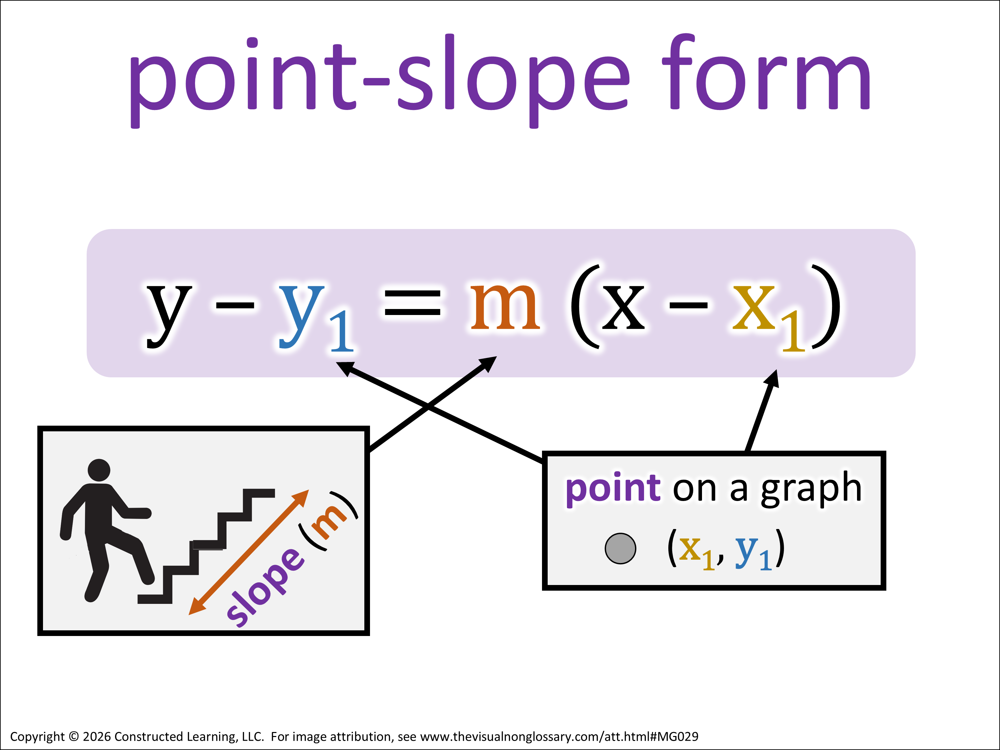 point-slope form
y − y₁ = m (x − x₁)
slope (m)
point on a graph
(x₁, y₁)
Copyright © 2026 Constructed Learning, LLC.  For image attribution, see www.thevisualnonglossary.com/att.html#MG029